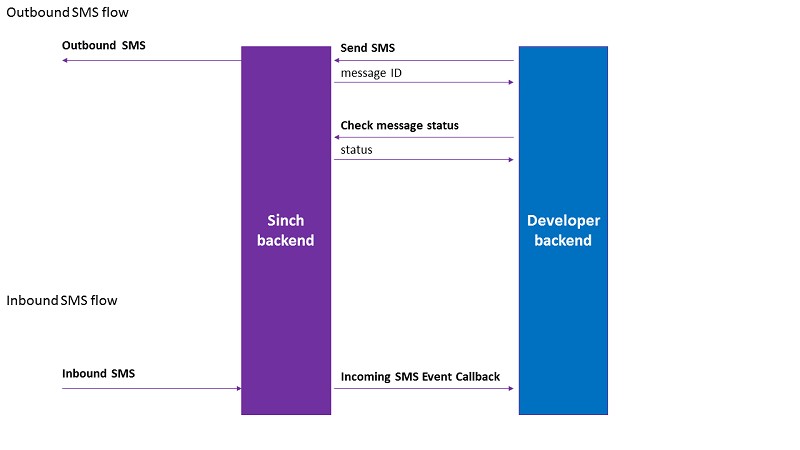 Outbound SMS flow
Outbound SMS
Send SMS
message ID
Check message status
status
Sinch
backend
Developer
backend
Inbound SMS flow
Inbound SMS
Incoming SMS Event Callback